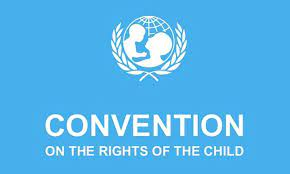 CONVENTION
ON THE RIGHTS OF THE CHILD